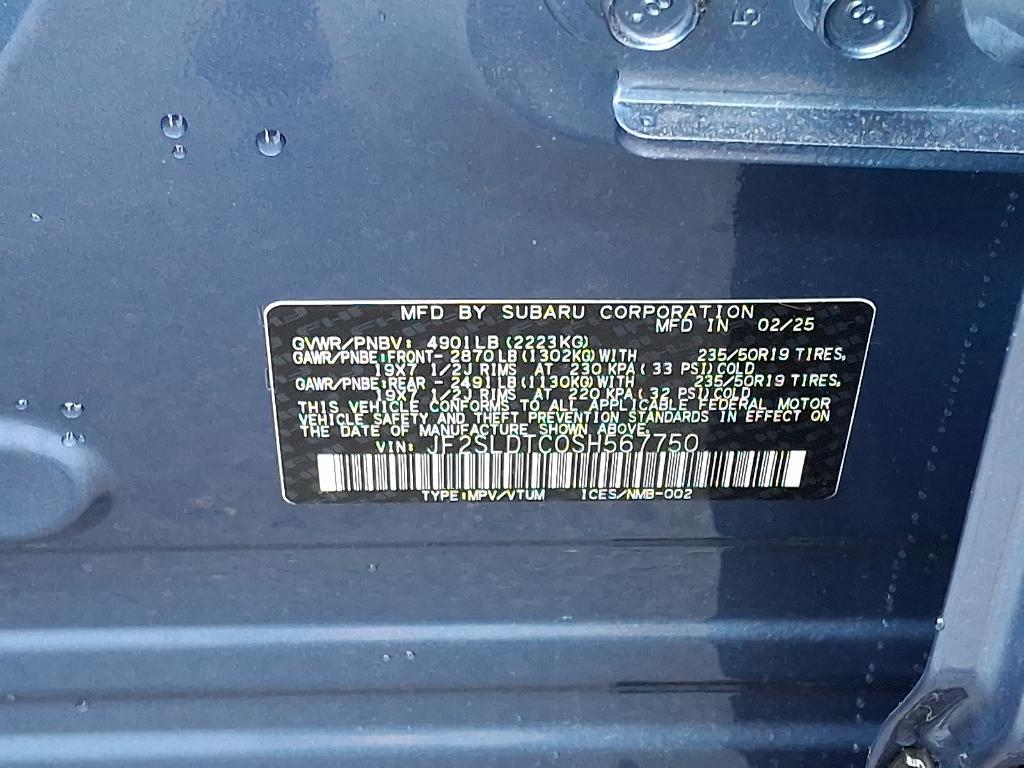 8
5
8
MFD BY SUBARU CORPORATION
MFD IN 02/25
GVWR/PNBV: 4901LB (2223KG)
GAWR/PNBE:FRONT- 2870LB(1302KG)WITH 235/50R19 TIRES,
19X7 1/2J RIMS AT 230 KPA( 33 PSI)COLD
GAWR/PNBE:REAR - 2491LB(1130KG)WITH 235/50R19 TIRES,
19X7 1/2J RIMS AT 220 KPA(32 PSI)COLD
THIS VEHICLE CONFORMS TO ALL APPLICABLE FEDERAL MOTOR
VEHICLE SAFETY AND THEFT PREVENTION STANDARDS IN EFFECT ON
THE DATE OF MANUFACTURE SHOWN ABOVE.
VIN: JF2SLDTC0SH567750
TYPE:MPV/VTUM ICES/NMB-002